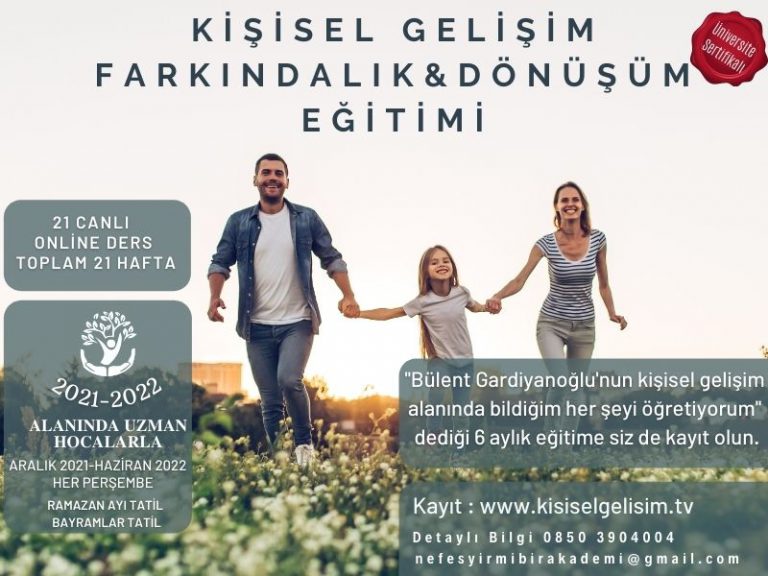 KİŞİSEL GELİŞİM
FARKINDALIK&DÖNÜŞÜM
EĞİTİMİ
Üniversite
Sertifikalı
21 CANLI
ONLİNE DERS
TOPLAM 21 HAFTA
2021-2022
ALANINDA UZMAN
HOCALARLA
ARALIK 2021-HAZİRAN 2022
HER PERŞEMBE
RAMAZAN AYI TATİL
BAYRAMLAR TATİL
"Bülent Gardiyanoğlu'nun kişisel gelişim
alanında bildiğim her şeyi öğretiyorum"
dediği 6 aylık eğitime siz de kayıt olun.
Kayıt : www.kisiselgelisim.tv
Detaylı Bilgi 0850 3904004
nefesyirmibirakademi@gmail.com